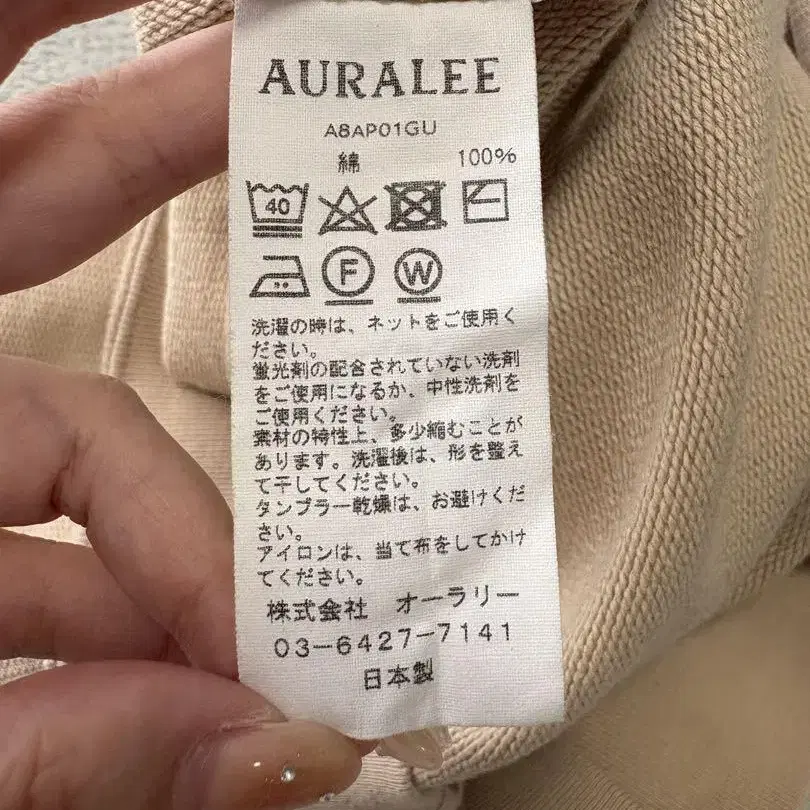 AURALEE
A8AP01GU
綿 100%
40
F W
洗濯の時は、ネットをご使用く
ださい。
蛍光剤の配合されていない洗剤
をご使用になるか、中性洗剤を
ご使用ください。
素材の特性上、多少縮むことが
あります。洗濯後は、形を整え
て干してください。
タンブラー乾燥は、お避けくだ
さい。
アイロンは、当て布をしてかけ
てください。
株式会社 オーラリー
03-6427-7141
日本製